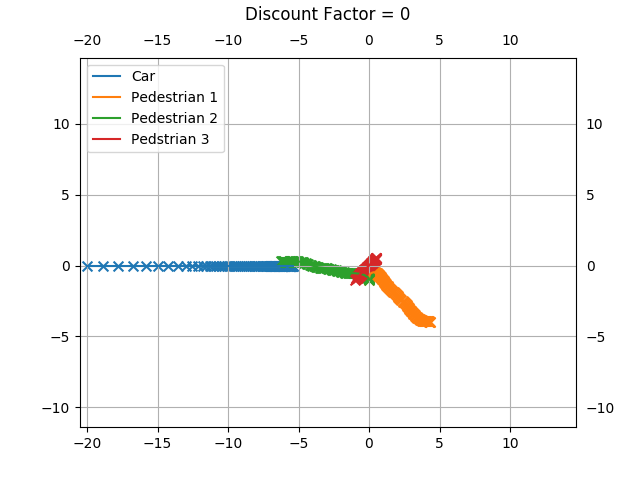 Discount Factor = 0
−20 −15 −10 −5 0 5 10
Car
Pedestrian 1
Pedestrian 2
Pedstrian 3
10 10
5 5
0 0
−5 −5
−10 −10
−20 −15 −10 −5 0 5 10